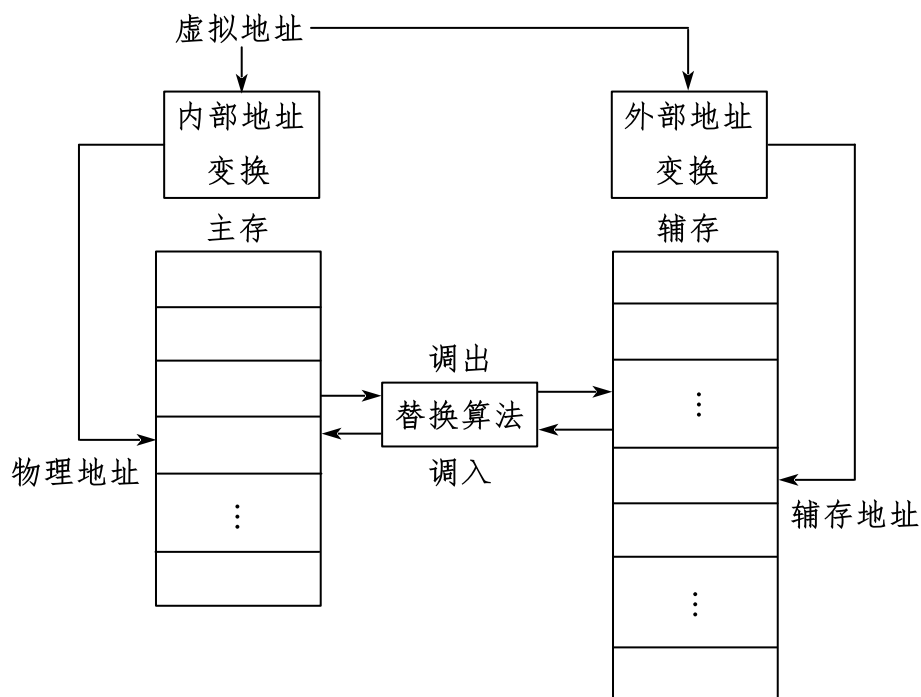 虚拟地址
内部地址
变换
外部地址
变换
主存
辅存
调出
替换算法
调入
物理地址
辅存地址
⋮
⋮
⋮